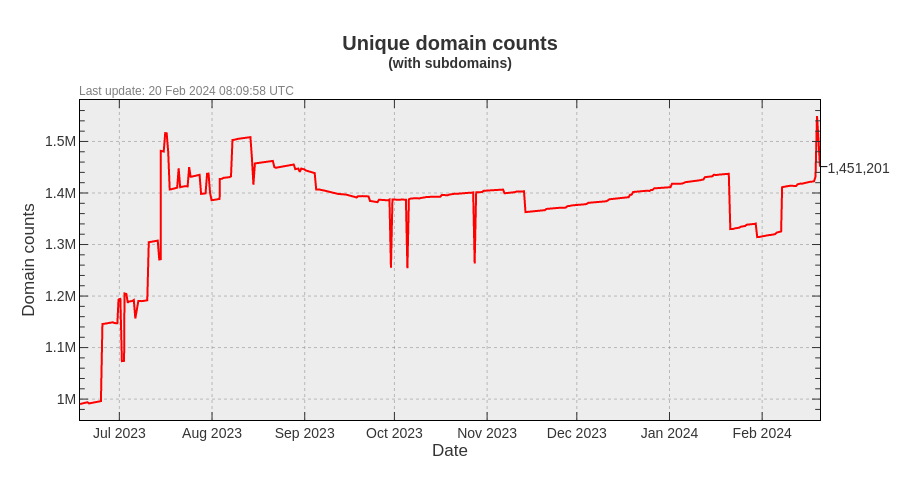 Unique domain counts
(with subdomains)
Last update: 20 Feb 2024 08:09:58 UTC
1.5M
1.4M
1.3M
1.2M
1.1M
1M
Domain counts
1,451,201
Jul 2023
Aug 2023
Sep 2023
Oct 2023
Nov 2023
Dec 2023
Jan 2024
Feb 2024
Date